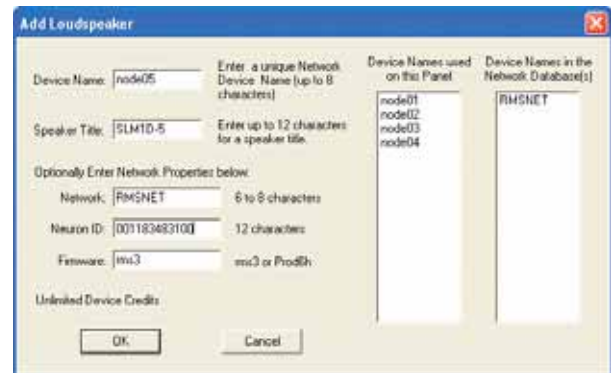 Add Loudspeaker
Device Name: node05
Enter a unique Network
Device Name (up to 8
characters)
Speaker Title: SLM1D-5
Enter up to 12 characters
for a speaker title.
Optionally Enter Network Properties below.
Network: RMSNET
6 to 8 characters
Neuron ID: 001183483100
12 characters
Firmware: rms3
rms3 or Prod6h
Unlimited Device Credits
OK
Cancel
Device Names used
on this Panel
node01
node02
node03
node04
Device Names in the
Network Database(s)
RMSNET